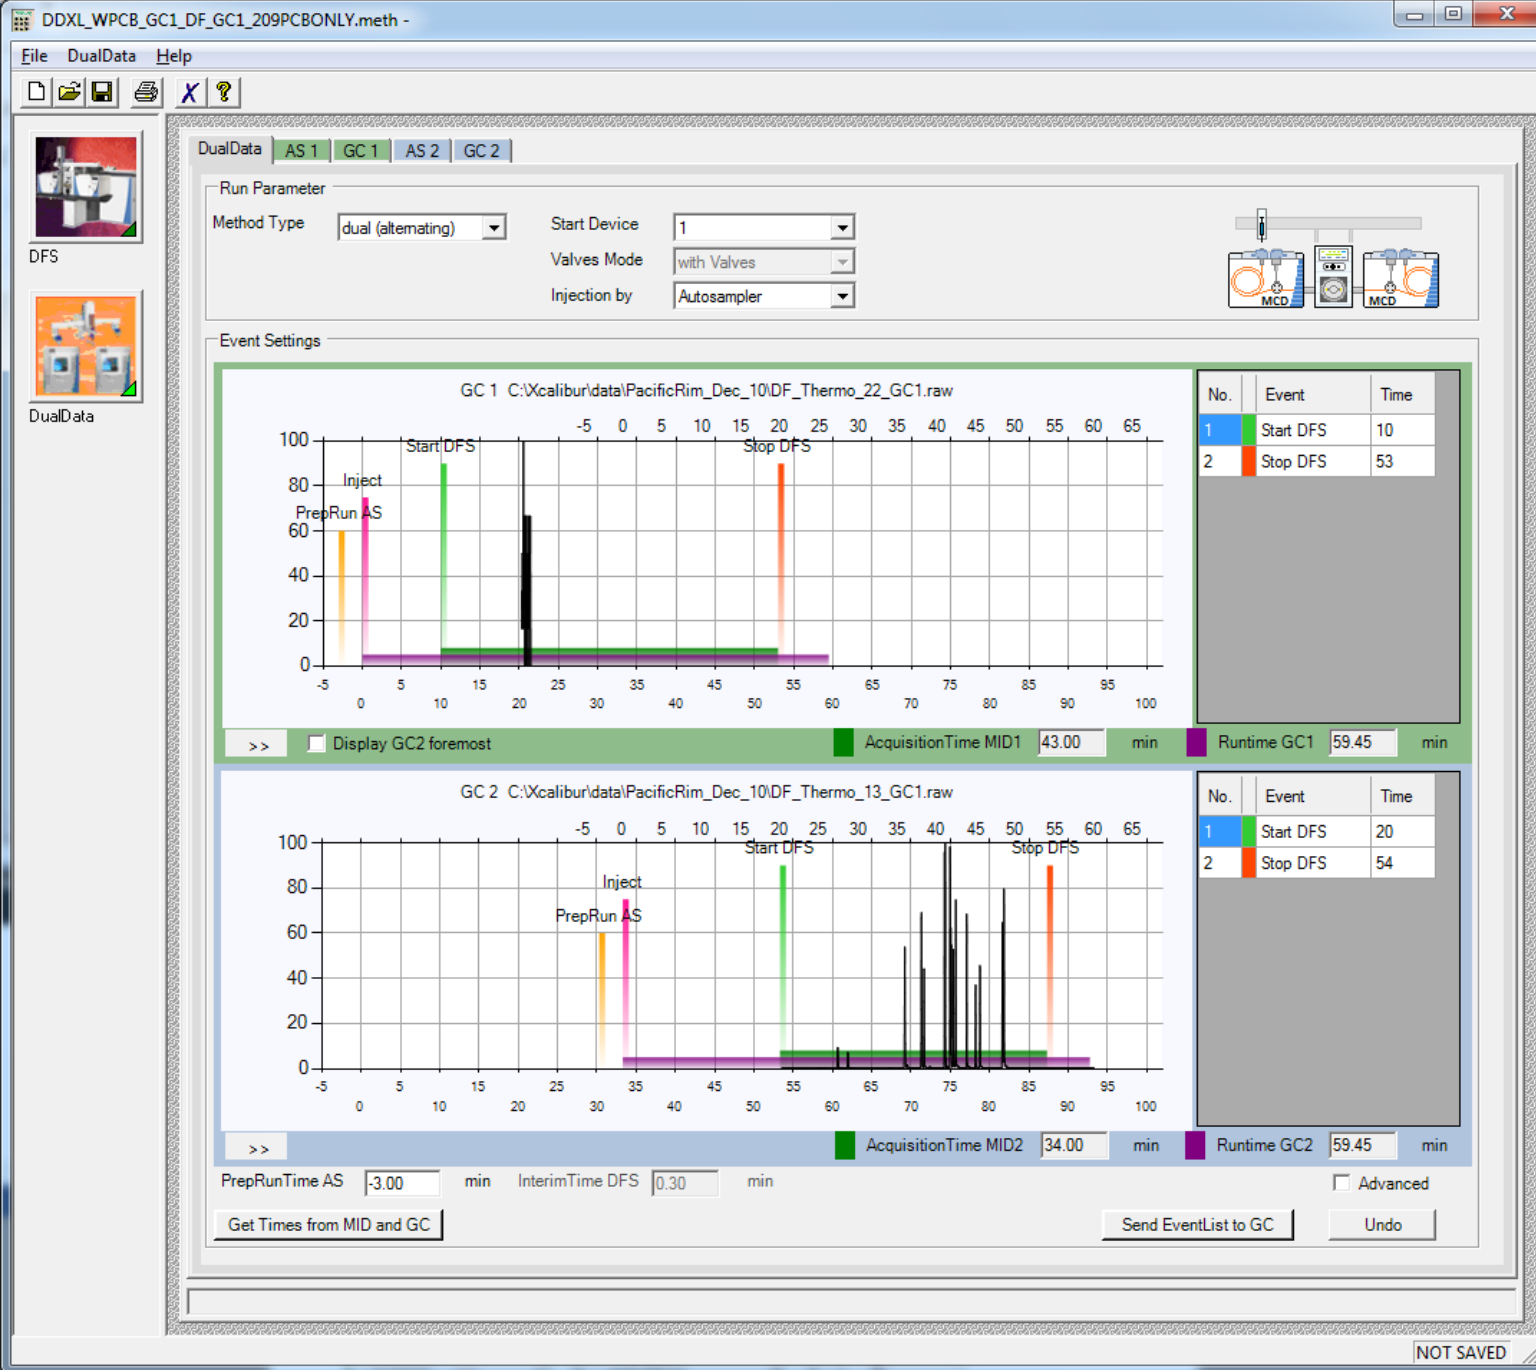 DDXL_WPCB_GC1_DF_GC1_209PCBONLY.meth -
File DualData Help
DFS
DualData
DualData AS 1 GC 1 AS 2 GC 2
Run Parameter
Method Type dual (alternating) Start Device 1
Valves Mode with Valves
Injection by Autosampler
MCD MCD
Event Settings
GC 1 C:\Xcalibur\data\PacificRim_Dec_10\DF_Thermo_22_GC1.raw
-5 0 5 10 15 20 25 30 35 40 45 50 55 60 65
100 Start DFS Stop DFS
80 Inject
PrepRun AS
60
40
20
0
-5 5 15 25 35 45 55 65 75 85 95
0 10 20 30 40 50 60 70 80 90 100
No. Event Time
1 Start DFS 10
2 Stop DFS 53
>> Display GC2 foremost AcquisitionTime MID1 43.00 min Runtime GC1 59.45 min
GC 2 C:\Xcalibur\data\PacificRim_Dec_10\DF_Thermo_13_GC1.raw
-5 0 5 10 15 20 25 30 35 40 45 50 55 60 65
100 Start DFS Stop DFS
80 Inject
PrepRun AS
60
40
20
0
-5 5 15 25 35 45 55 65 75 85 95
0 10 20 30 40 50 60 70 80 90 100
No. Event Time
1 Start DFS 20
2 Stop DFS 54
>> AcquisitionTime MID2 34.00 min Runtime GC2 59.45 min
PrepRunTime AS -3.00 min InterimTime DFS 0.30 min Advanced
Get Times from MID and GC Send EventList to GC Undo
NOT SAVED